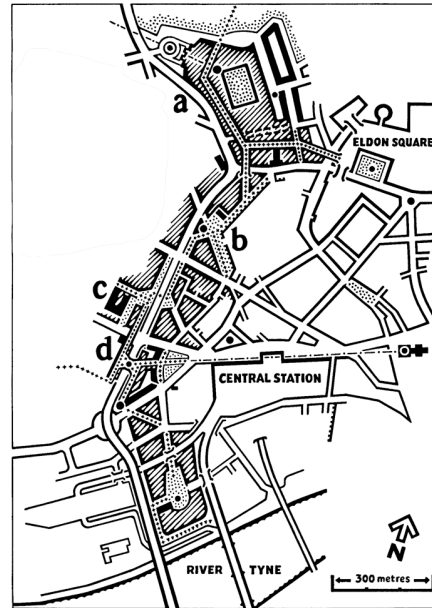 a
ELDON SQUARE
b
c
d
CENTRAL STATION
N
RIVER TYNE
300 metres